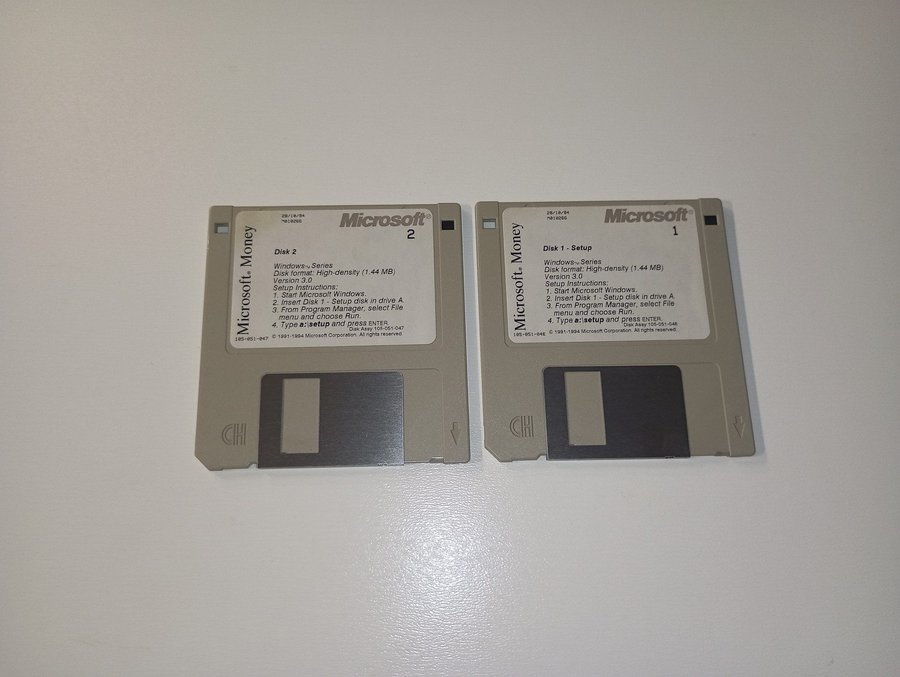 28/10/94
Microsoft®
2
Microsoft® Money
Disk 2
Windows™ Series
Disk format: High-density (1.44 MB)
Version 3.0
Setup Instructions:
1. Start Microsoft Windows.
2. Insert Disk 1 - Setup disk in drive A.
3. From Program Manager, select File
menu and choose Run.
4. Type a:\setup and press ENTER.
Disk Assy 105-051-047
105-051-047
© 1991-1994 Microsoft Corporation. All rights reserved.
28/10/94
Microsoft®
1
Microsoft® Money
Disk 1 - Setup
Windows™ Series
Disk format: High-density (1.44 MB)
Version 3.0
Setup Instructions:
1. Start Microsoft Windows.
2. Insert Disk 1 - Setup disk in drive A.
3. From Program Manager, select File
menu and choose Run.
4. Type a:\setup and press ENTER.
Disk Assy 105-051-046
105-051-046
© 1991-1994 Microsoft Corporation. All rights reserved.